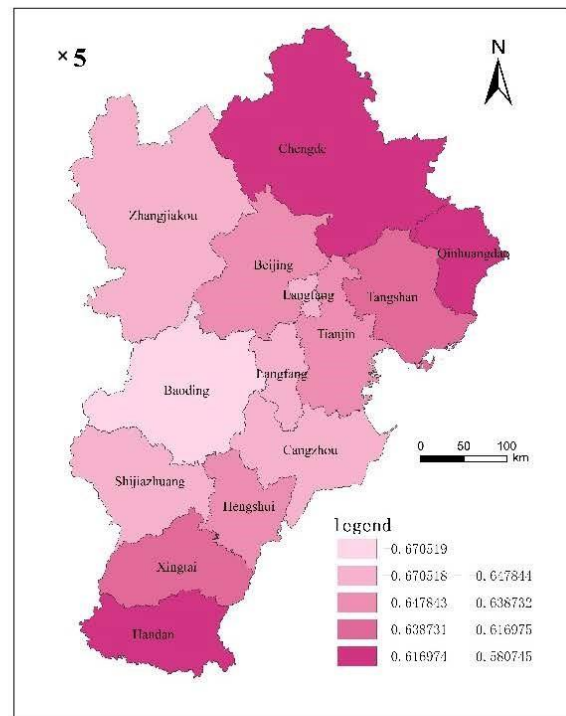 ×5
N
Chengde
Zhangjiakou
Qinhuangdao
Beijing
Langfang
Tangshan
Tianjin
Langfang
Baoding
Cangzhou
0 50 100
km
Shijiazhuang
Hengshui
legend
-0.670519
-0.670518 - -0.647844
Xingtai
-0.647843 -0.638732
-0.638731 -0.616975
Handan
-0.616974 -0.580745